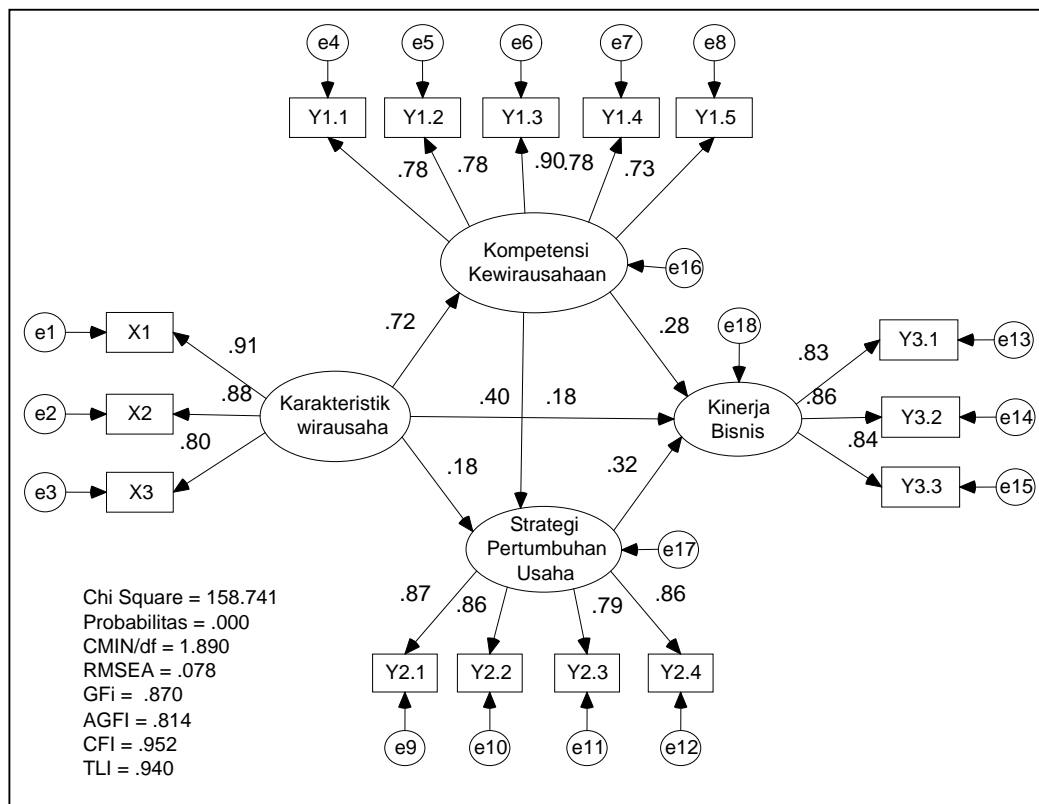 e4 e5 e6 e7 e8
Y1.1 Y1.2 Y1.3 Y1.4 Y1.5
.78 .78 .90 .78 .73
Kompetensi
Kewirausahaan
e16
.72 .28 e18
e1 X1 .91
.83 Y3.1 e13
e2 X2 .88
Karakteristik
wirausaha
.40 .18
Kinerja
Bisnis
.86 Y3.2 e14
e3 X3 .80
.84 Y3.3 e15
.18 .32
Strategi
Pertumbuhan
Usaha
e17
.87 .86 .79 .86
Y2.1 Y2.2 Y2.3 Y2.4
e9 e10 e11 e12
Chi Square = 158.741
Probabilitas = .000
CMIN/df = 1.890
RMSEA = .078
GFi = .870
AGFI = .814
CFI = .952
TLI = .940